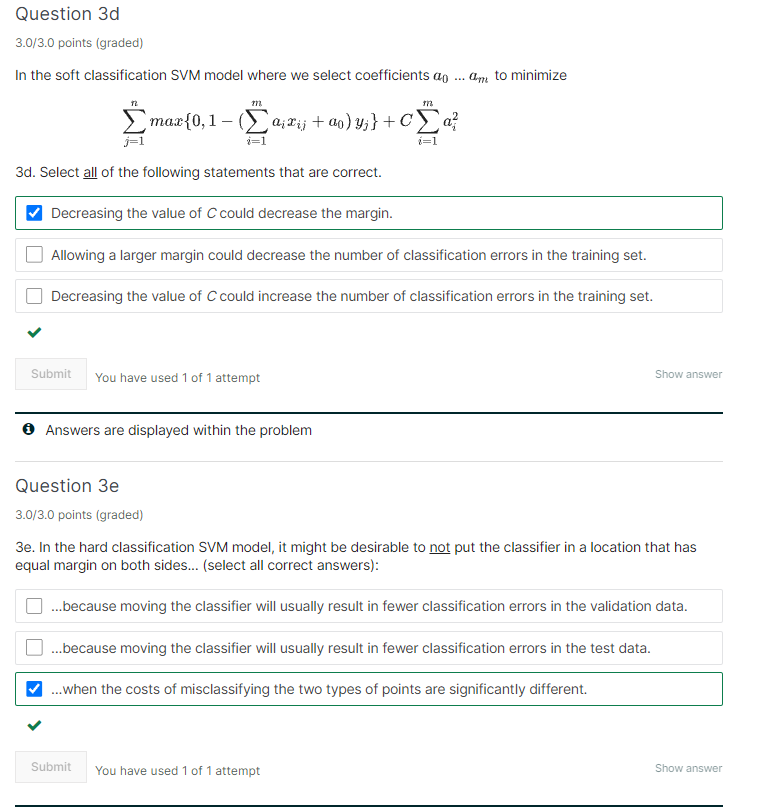 Question 3d
3.0/3.0 points (graded)
In the soft classification SVM model where we select coefficients a₀ ... aₘ to minimize
∑ⱼ₌₁ⁿ max{0, 1 − (∑ᵢ₌₁ᵐ aᵢxᵢⱼ + a₀) yⱼ} + C ∑ᵢ₌₁ᵐ aᵢ²
3d. Select all of the following statements that are correct.
Decreasing the value of C could decrease the margin.
Allowing a larger margin could decrease the number of classification errors in the training set.
Decreasing the value of C could increase the number of classification errors in the training set.
Submit You have used 1 of 1 attempt Show answer
Answers are displayed within the problem
Question 3e
3.0/3.0 points (graded)
3e. In the hard classification SVM model, it might be desirable to not put the classifier in a location that has
equal margin on both sides... (select all correct answers):
...because moving the classifier will usually result in fewer classification errors in the validation data.
...because moving the classifier will usually result in fewer classification errors in the test data.
...when the costs of misclassifying the two types of points are significantly different.
Submit You have used 1 of 1 attempt Show answer